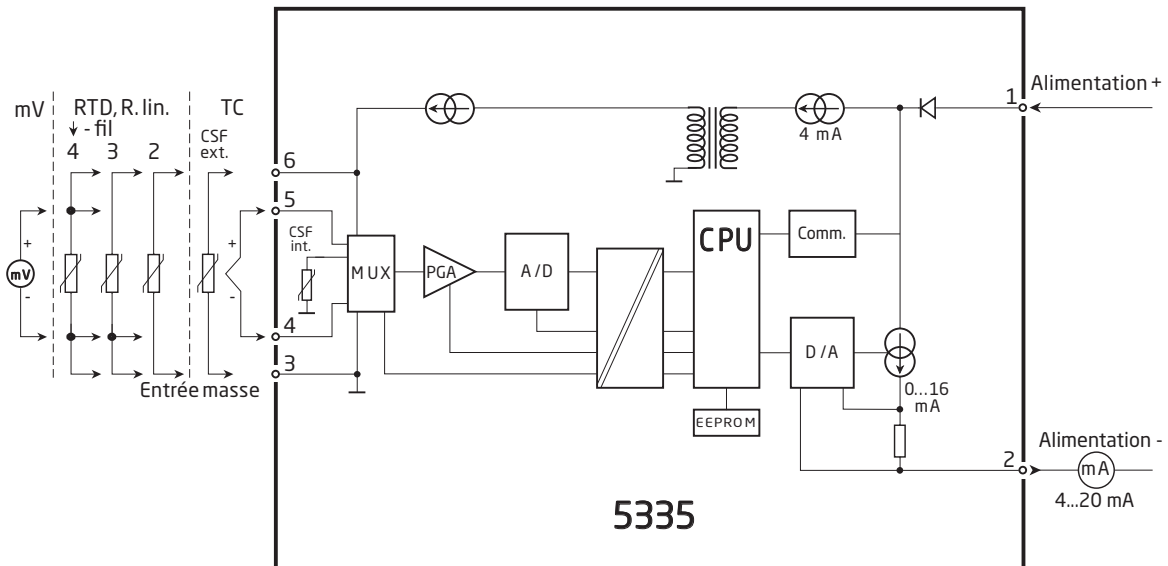 mV
RTD, R. lin.
- fil
4 3 2
TC
CSF
ext.
+
-
mV
+
-
Entrée masse
6
5
4
3
CSF
int.
MUX
PGA
A/D
CPU
Comm.
D/A
EEPROM
4 mA
0...16
mA
1
Alimentation +
2
Alimentation -
mA
4...20 mA
5335